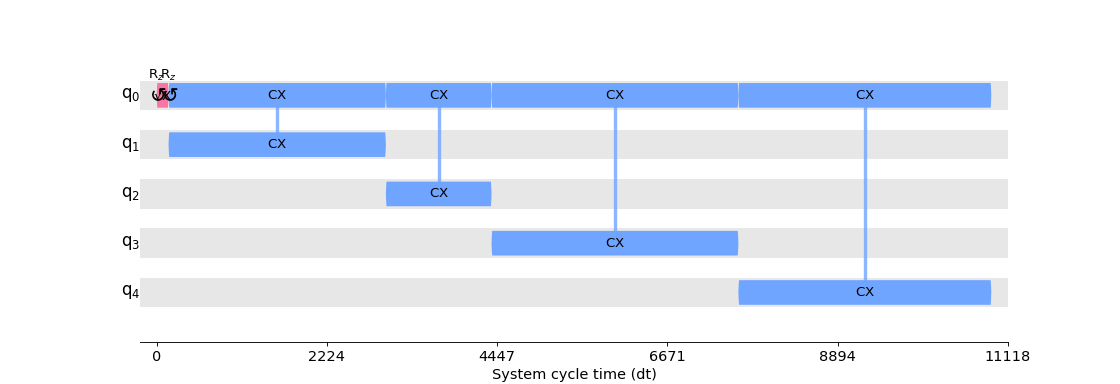 RzRz
q0 CX CX CX CX
q1 CX
q2 CX
q3 CX
q4 CX
0 2224 4447 6671 8894 11118
System cycle time (dt)